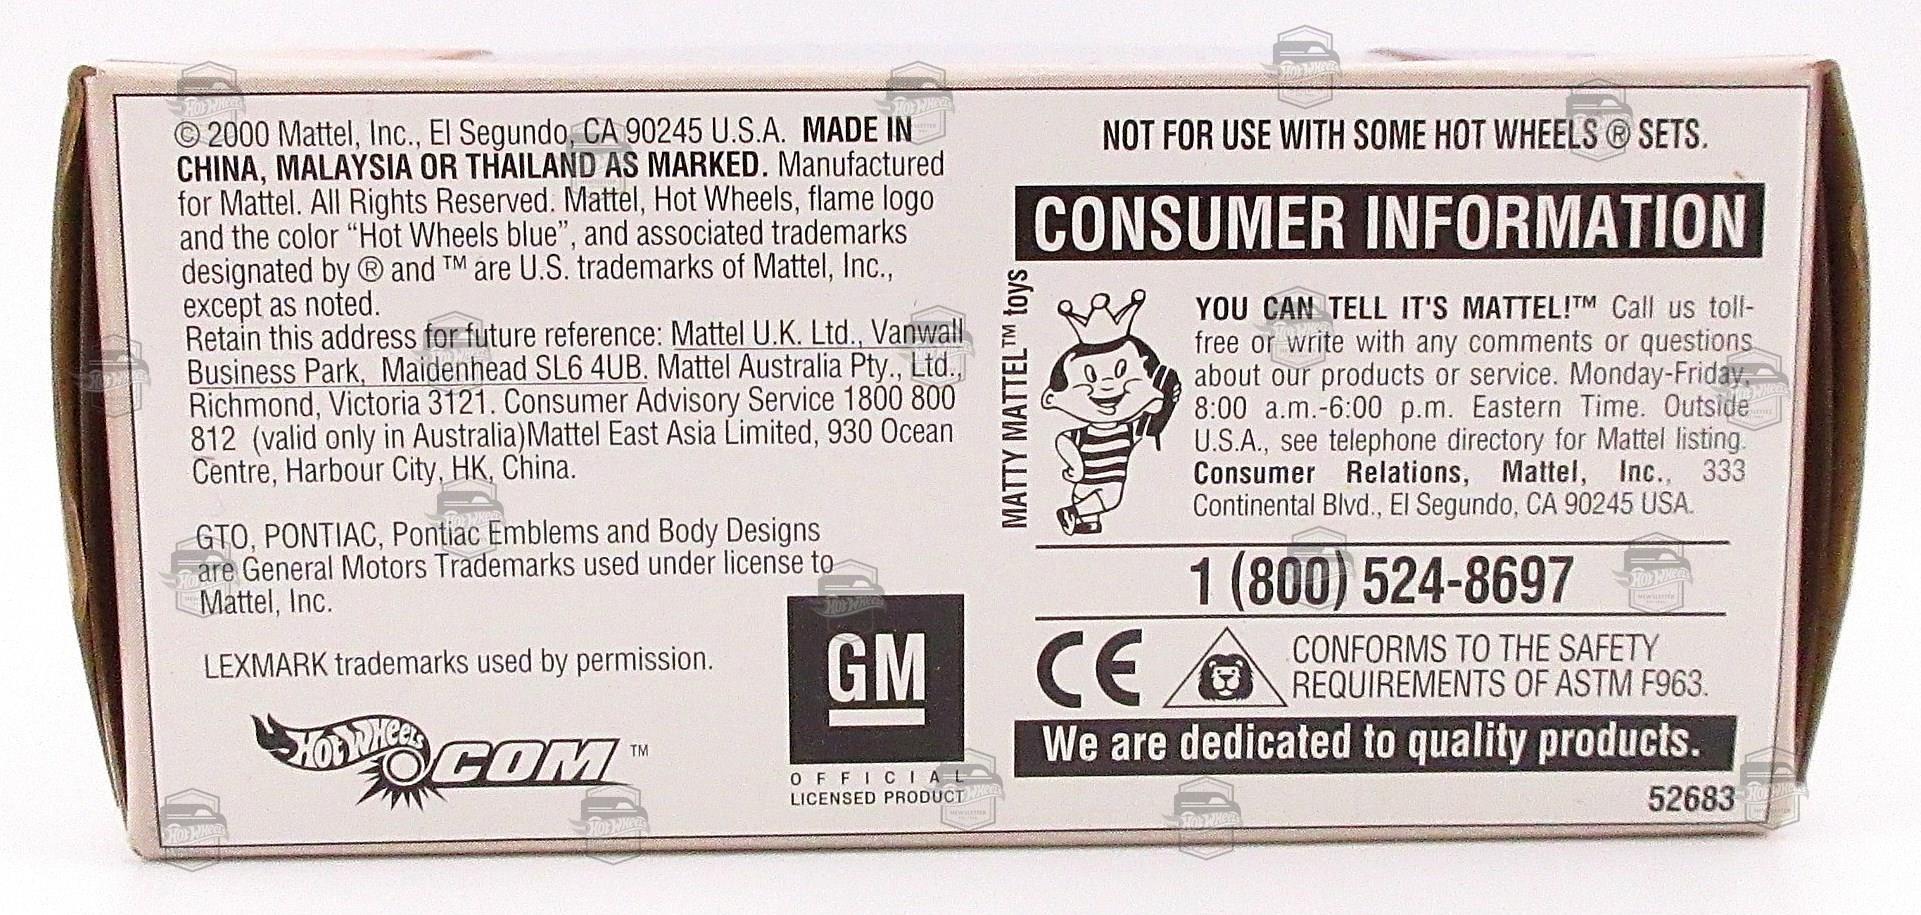 © 2000 Mattel, Inc., El Segundo, CA 90245 U.S.A. MADE IN
CHINA, MALAYSIA OR THAILAND AS MARKED. Manufactured
for Mattel. All Rights Reserved. Mattel, Hot Wheels, flame logo
and the color “Hot Wheels blue”, and associated trademarks
designated by ® and ™ are U.S. trademarks of Mattel, Inc.,
except as noted.
Retain this address for future reference: Mattel U.K. Ltd., Vanwall
Business Park, Maidenhead SL6 4UB. Mattel Australia Pty., Ltd.,
Richmond, Victoria 3121. Consumer Advisory Service 1800 800
812 (valid only in Australia)Mattel East Asia Limited, 930 Ocean
Centre, Harbour City, HK, China.
GTO, PONTIAC, Pontiac Emblems and Body Designs
are General Motors Trademarks used under license to
Mattel, Inc.
LEXMARK trademarks used by permission.
Hot Wheels.COM ™
GM
OFFICIAL
LICENSED PRODUCT
NOT FOR USE WITH SOME HOT WHEELS ® SETS.
CONSUMER INFORMATION
MATTY MATTEL™ toys
YOU CAN TELL IT'S MATTEL!™ Call us toll-
free or write with any comments or questions
about our products or service. Monday-Friday,
8:00 a.m.-6:00 p.m. Eastern Time. Outside
U.S.A., see telephone directory for Mattel listing.
Consumer Relations, Mattel, Inc., 333
Continental Blvd., El Segundo, CA 90245 USA.
1 (800) 524-8697
CE
CONFORMS TO THE SAFETY
REQUIREMENTS OF ASTM F963.
We are dedicated to quality products.
52683